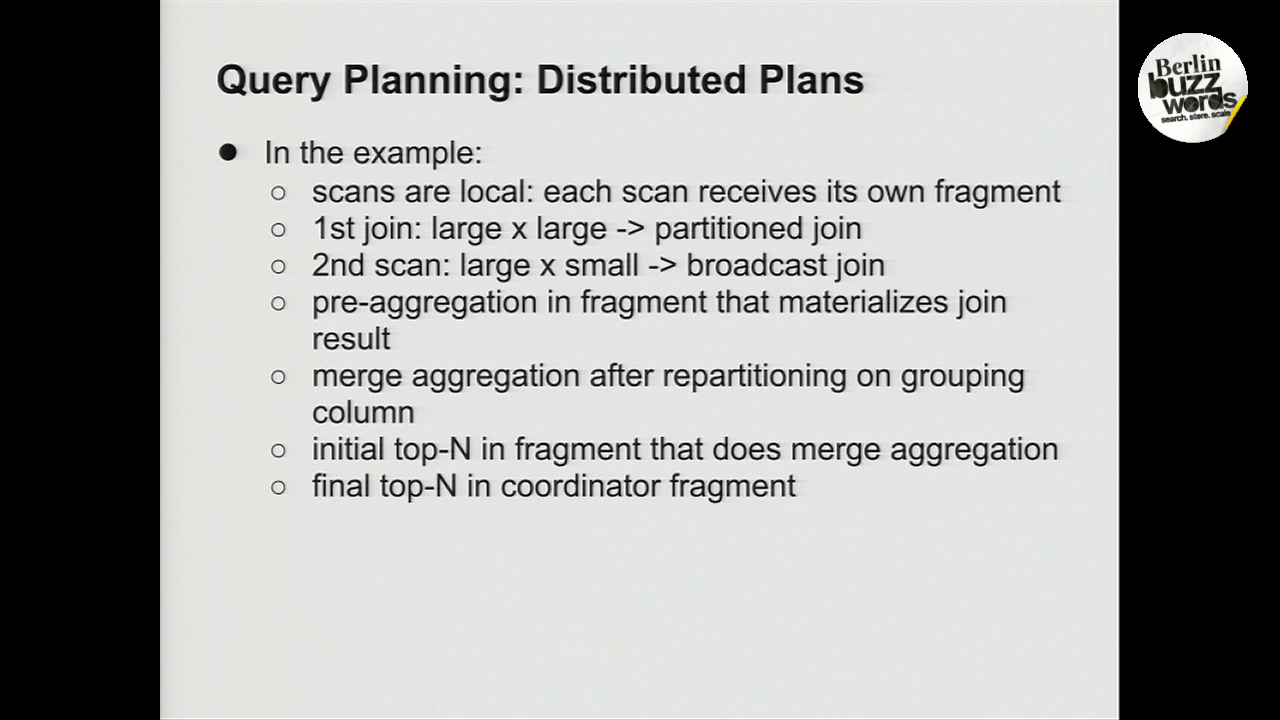 Query Planning: Distributed Plans
● In the example:
○ scans are local: each scan receives its own fragment
○ 1st join: large x large -> partitioned join
○ 2nd scan: large x small -> broadcast join
○ pre-aggregation in fragment that materializes join
result
○ merge aggregation after repartitioning on grouping
column
○ initial top-N in fragment that does merge aggregation
○ final top-N in coordinator fragment
Berlin
buzz
words
search. store. scale